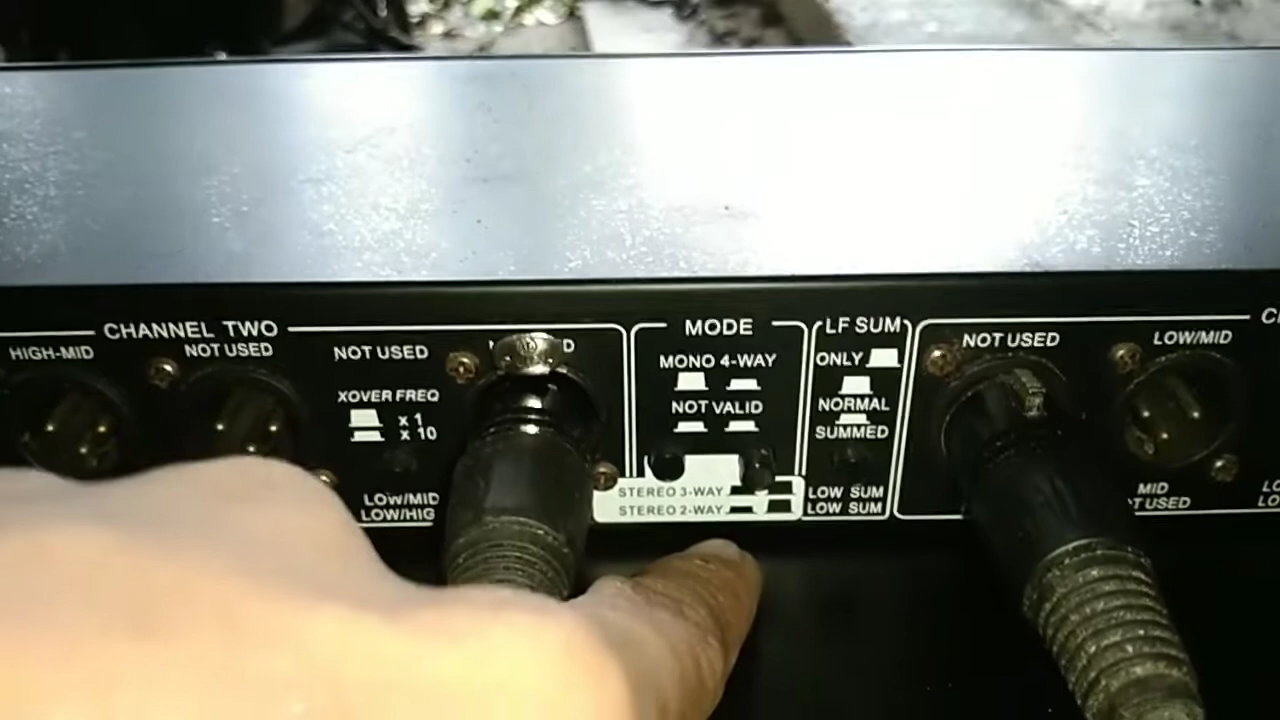 CHANNEL TWO
HIGH-MID
NOT USED
NOT USED
XOVER FREQ
x 1
x 10
LOW/MID
LOW/HIG
MODE
MONO 4-WAY
NOT VALID
STEREO 3-WAY
STEREO 2-WAY
LF SUM
ONLY
NORMAL
SUMMED
LOW SUM
LOW SUM
NOT USED
LOW/MID
MID